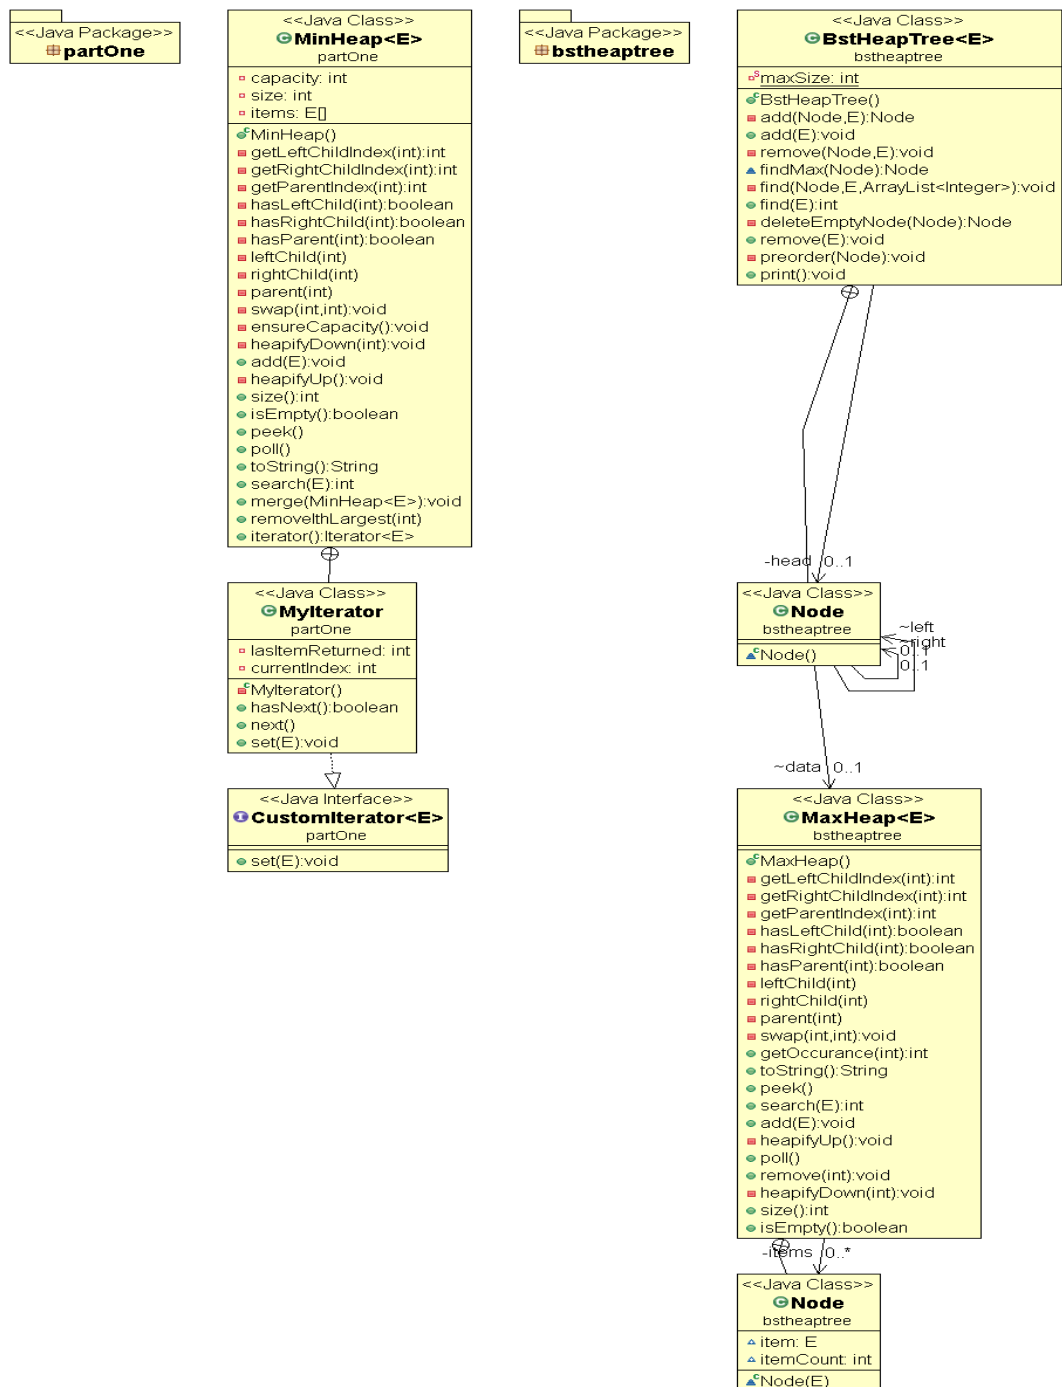 <<Java Package>>
partOne
<<Java Class>>
MinHeap<E>
partOne
capacity: int
size: int
items: E[]
MinHeap()
getLeftChildIndex(int):int
getRightChildIndex(int):int
getParentIndex(int):int
hasLeftChild(int):boolean
hasRightChild(int):boolean
hasParent(int):boolean
leftChild(int)
rightChild(int)
parent(int)
swap(int,int):void
ensureCapacity():void
heapifyDown(int):void
add(E):void
heapifyUp():void
size():int
isEmpty():boolean
peek()
poll()
toString():String
search(E):int
merge(MinHeap<E>):void
removeIthLargest(int)
iterator():Iterator<E>
<<Java Class>>
MyIterator
partOne
lasItemReturned: int
currentIndex: int
MyIterator()
hasNext():boolean
next()
set(E):void
<<Java Interface>>
CustomIterator<E>
partOne
set(E):void
<<Java Package>>
bstheaptree
<<Java Class>>
BstHeapTree<E>
bstheaptree
maxSize: int
BstHeapTree()
add(Node,E):Node
add(E):void
remove(Node,E):void
findMax(Node):Node
find(Node,E,ArrayList<Integer>):void
find(E):int
deleteEmptyNode(Node):Node
remove(E):void
preorder(Node):void
print():void
-head 0..1
<<Java Class>>
Node
bstheaptree
Node()
~left
~right
0..1
0..1
~data 0..1
<<Java Class>>
MaxHeap<E>
bstheaptree
MaxHeap()
getLeftChildIndex(int):int
getRightChildIndex(int):int
getParentIndex(int):int
hasLeftChild(int):boolean
hasRightChild(int):boolean
hasParent(int):boolean
leftChild(int)
rightChild(int)
parent(int)
swap(int,int):void
getOccurance(int):int
toString():String
peek()
search(E):int
add(E):void
heapifyUp():void
poll()
remove(int):void
heapifyDown(int):void
size():int
isEmpty():boolean
-items 0..*
<<Java Class>>
Node
bstheaptree
item: E
itemCount: int
Node(E)